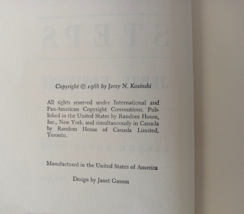 Copyright © 1968 by Jerzy N. Kosinski
All rights reserved under International and
Pan-American Copyright Conventions. Pub-
lished in the United States by Random House,
Inc., New York, and simultaneously in Canada
by Random House of Canada Limited,
Toronto.
Manufactured in the United States of America
Design by Janet